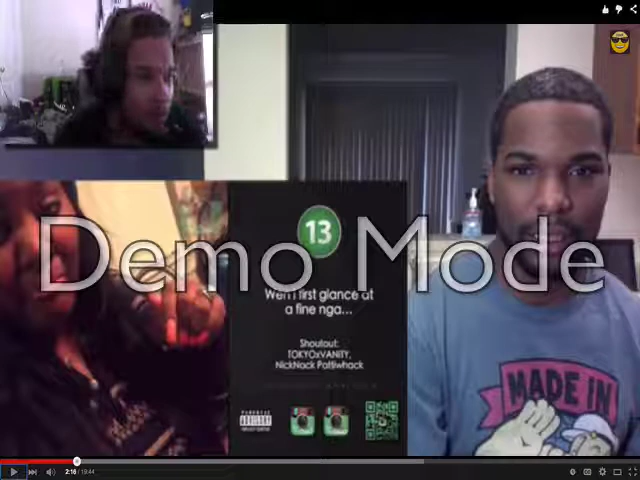 13
Demo Mode
Wen I first glance at
a fine nga...
Shoutout:
TOKYOxVANITY,
NickNack Pattiwhack
PARENTAL
ADVISORY
EXPLICIT CONTENT
MADE IN
2:16 / 19:44